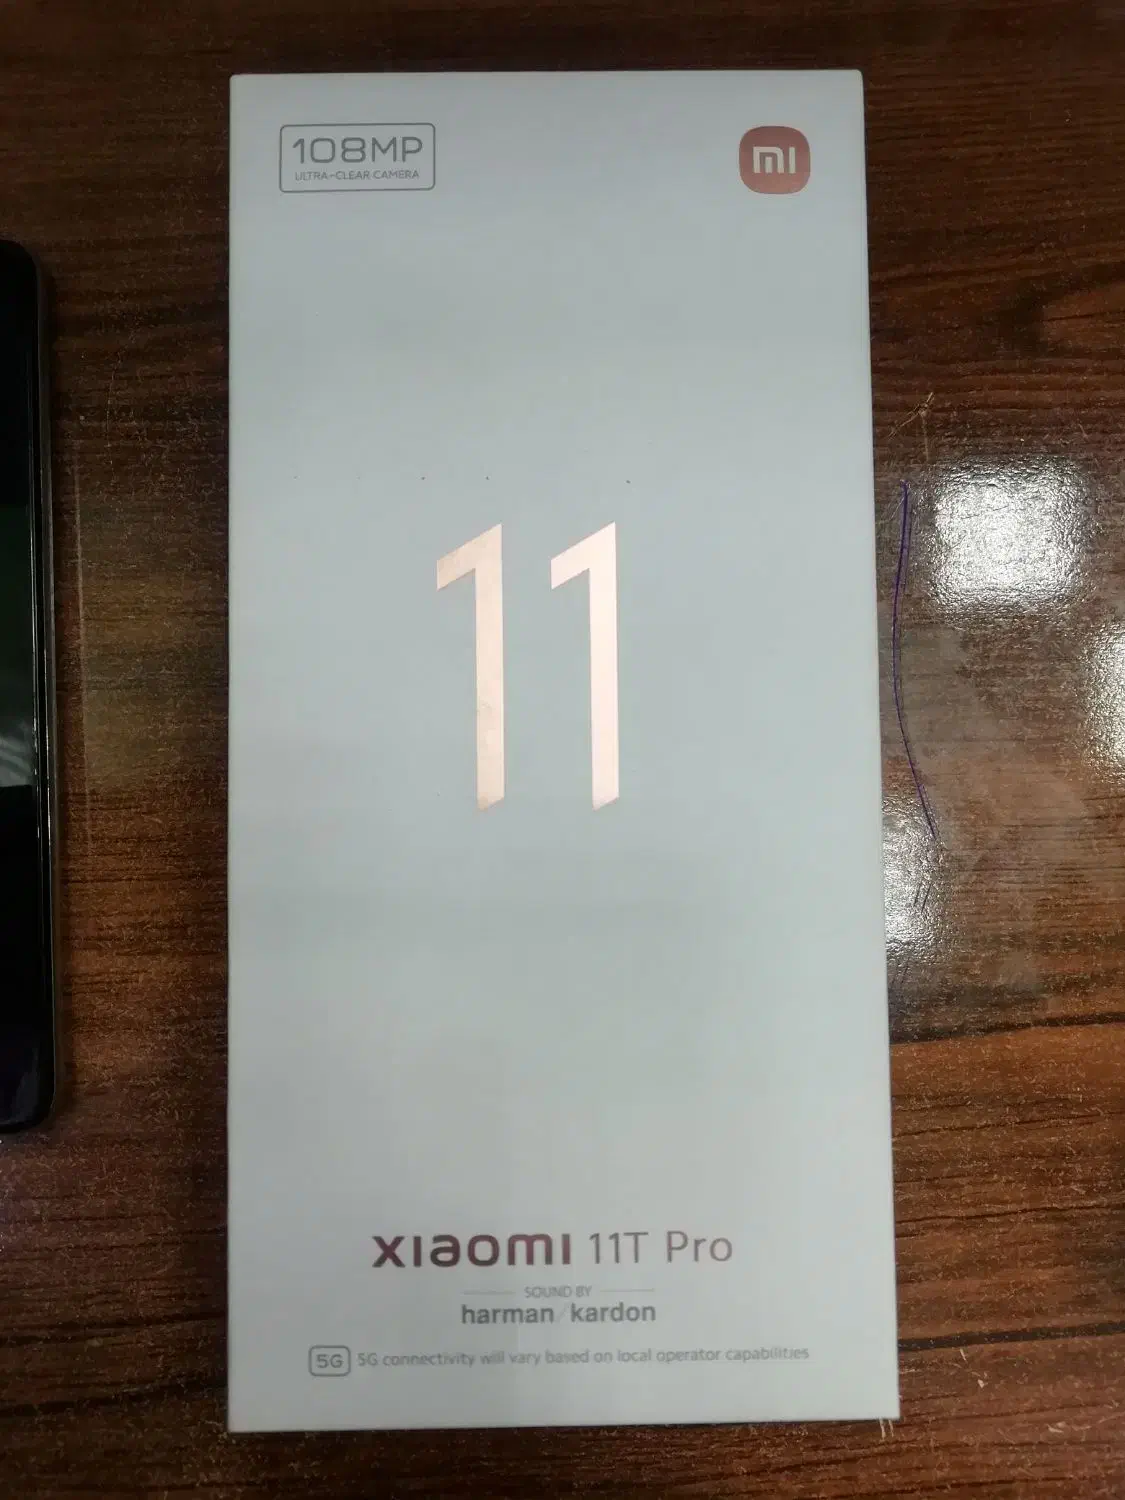 108MP
ULTRA-CLEAR CAMERA
mi
11
xiaomi 11T Pro
SOUND BY
harman/kardon
5G 5G connectivity will vary based on local operator capabilities